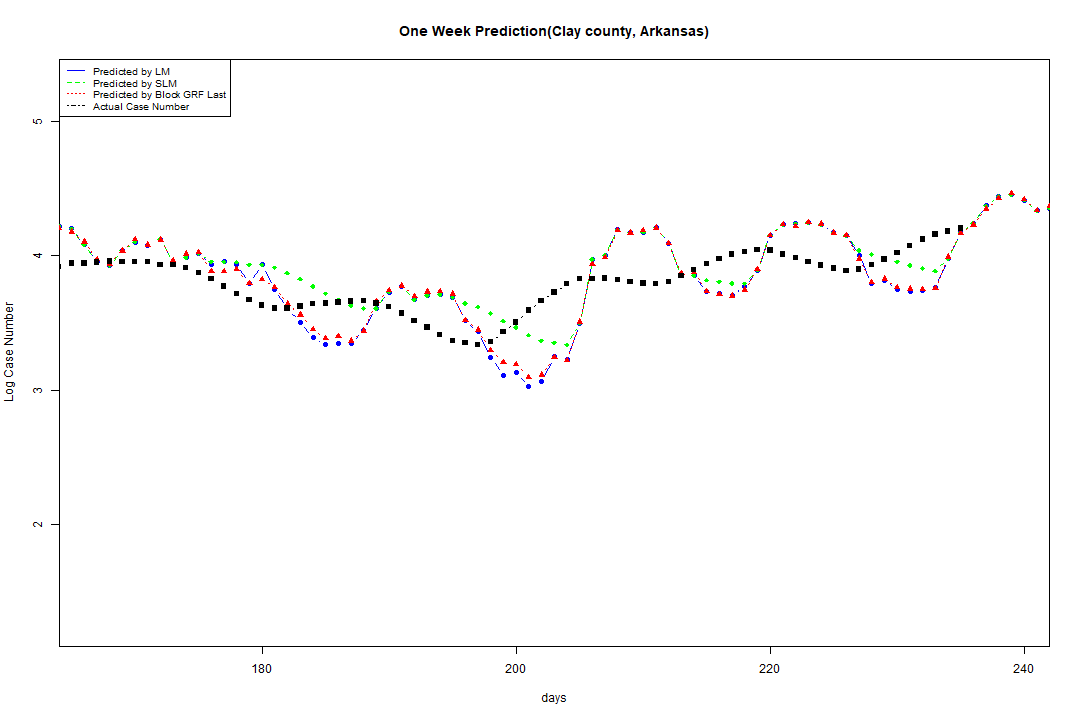 One Week Prediction(Clay county, Arkansas)
Predicted by LM
Predicted by SLM
Predicted by Block GRF Last
Actual Case Number
5
4
3
2
Log Case Number
180 200 220 240
days